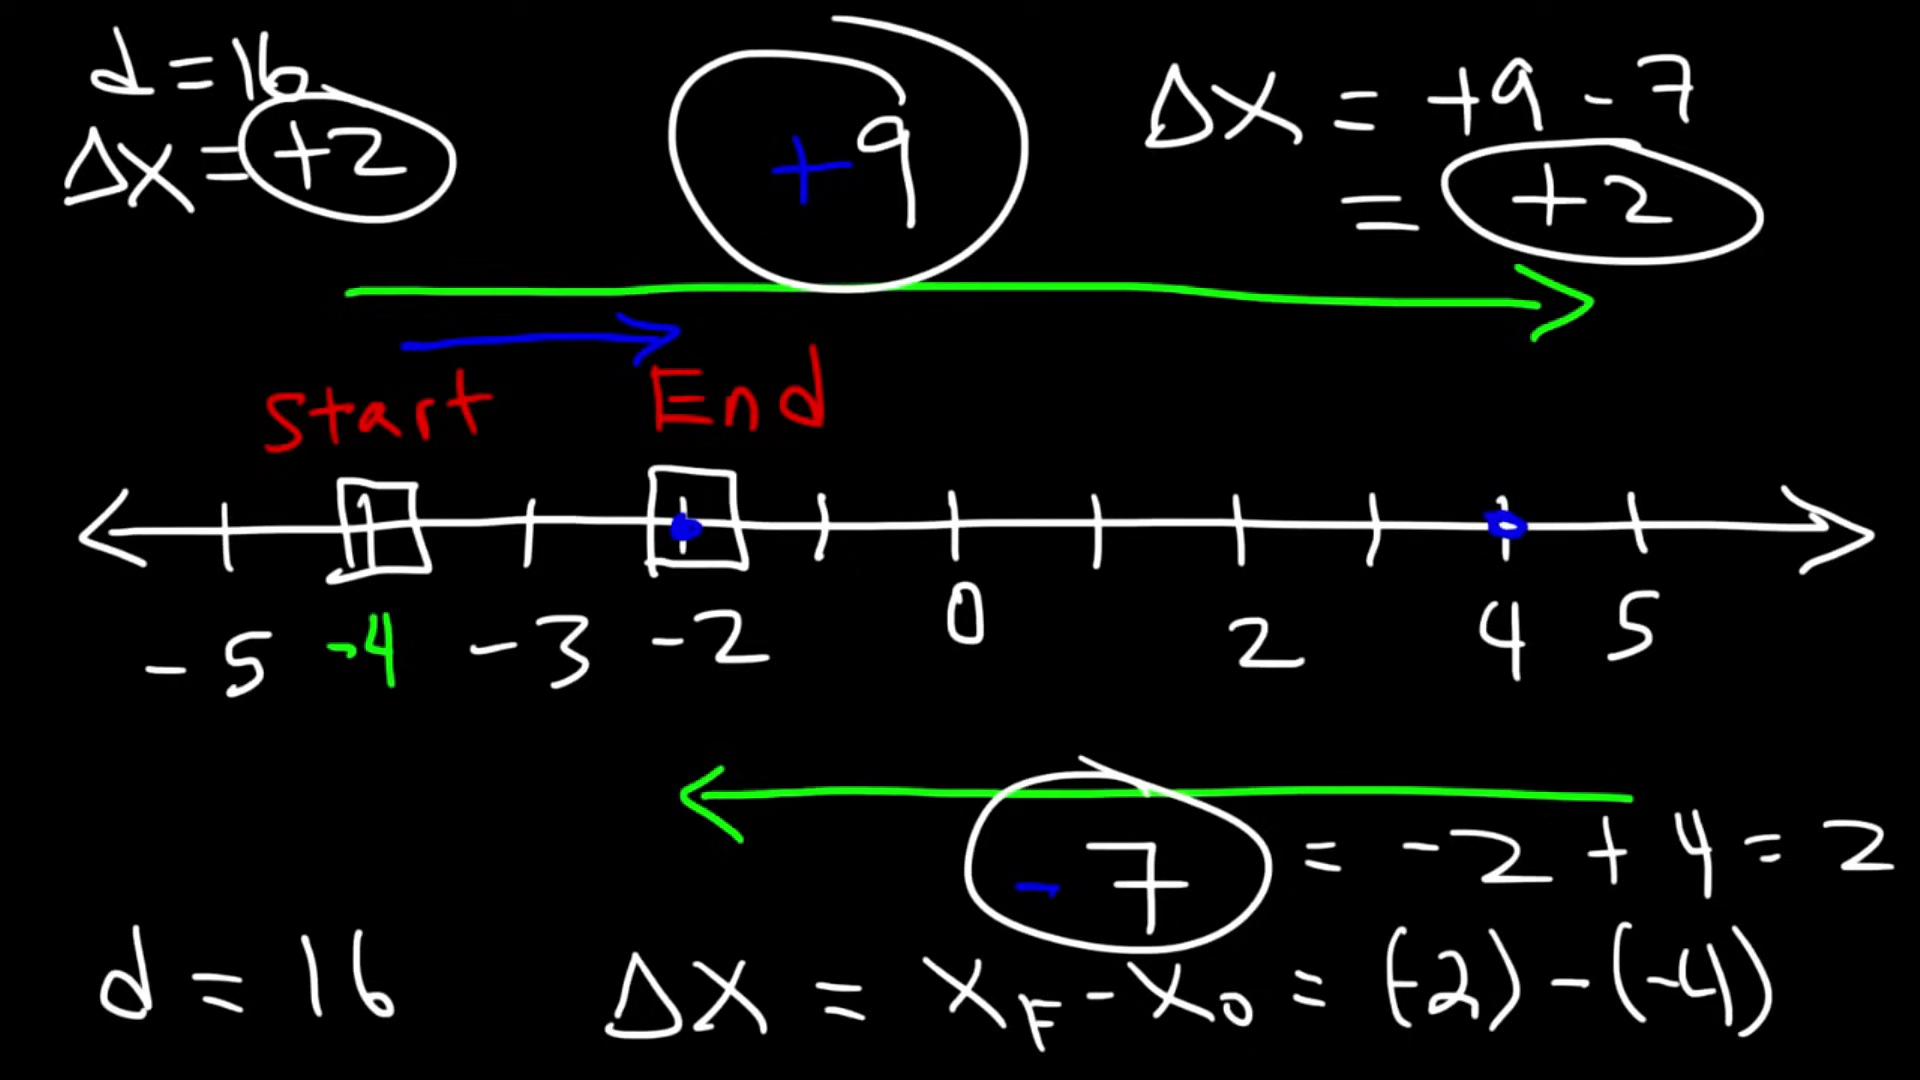 d = 16
Δx = +2
+9
Δx = +9 - 7
= +2
Start End
-5 -4 -3 -2 0 2 4 5
-7 = -2 + 4 = 2
d = 16 Δx = x_F - x_0 = (-2) - (-4)